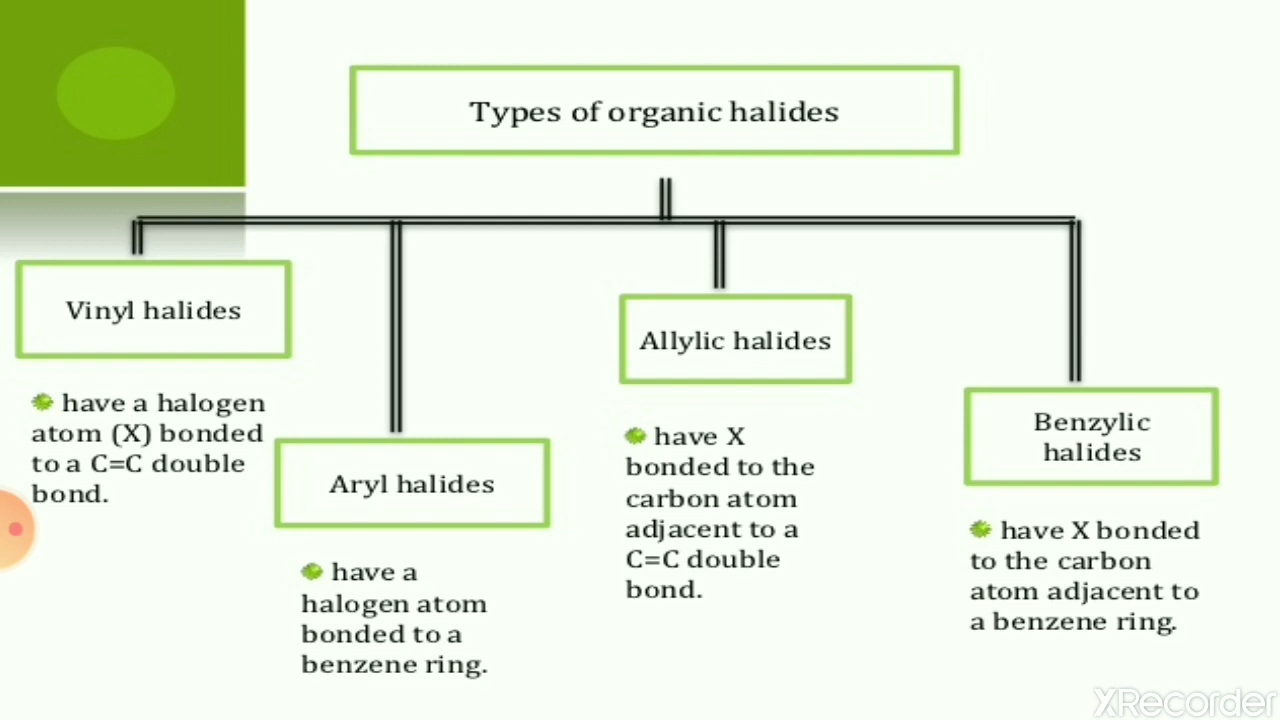 Types of organic halides
Vinyl halides
have a halogen
atom (X) bonded
to a C=C double
bond.
Aryl halides
have a
halogen atom
bonded to a
benzene ring.
Allylic halides
have X
bonded to the
carbon atom
adjacent to a
C=C double
bond.
Benzylic
halides
have X bonded
to the carbon
atom adjacent to
a benzene ring.
XRecorder